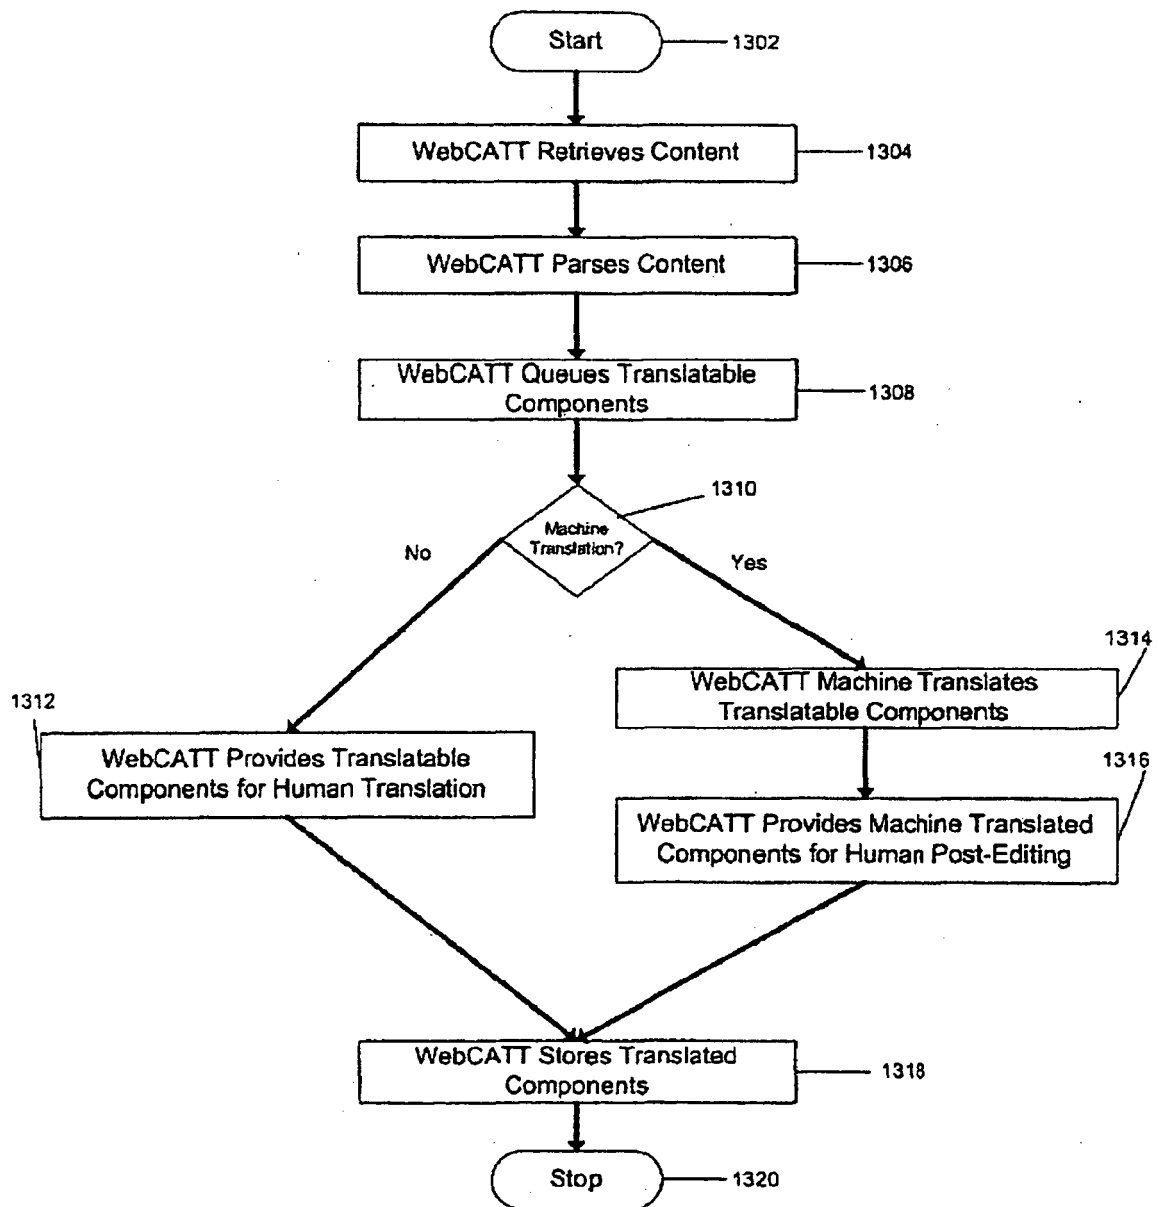 Start
1302
WebCATT Retrieves Content
1304
WebCATT Parses Content
1306
WebCATT Queues Translatable
Components
1308
1310
Machine
Translation?
No
Yes
1314
WebCATT Machine Translates
Translatable Components
1312
WebCATT Provides Translatable
Components for Human Translation
1316
WebCATT Provides Machine Translated
Components for Human Post-Editing
WebCATT Stores Translated
Components
1318
Stop
1320